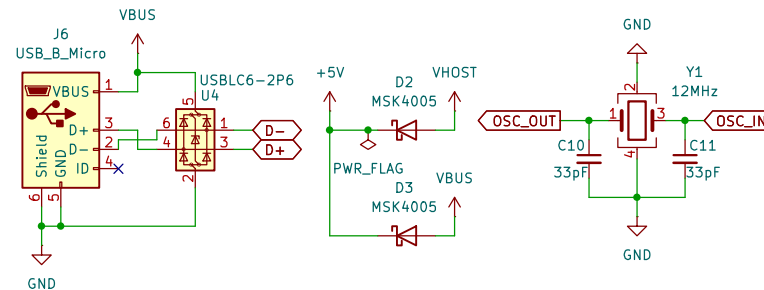 VBUS
J6
USB_B_Micro
VBUS
1
D+
3
D-
2
ID
4
Shield
GND
6
5
GND
USBLC6-2P6
U4
5
6
1
4
3
2
D-
D+
+5V
D2
MSK4005
VHOST
PWR_FLAG
D3
MSK4005
VBUS
GND
Y1
12MHz
2
OSC_OUT
1
3
OSC_IN
4
C10
33pF
C11
33pF
GND